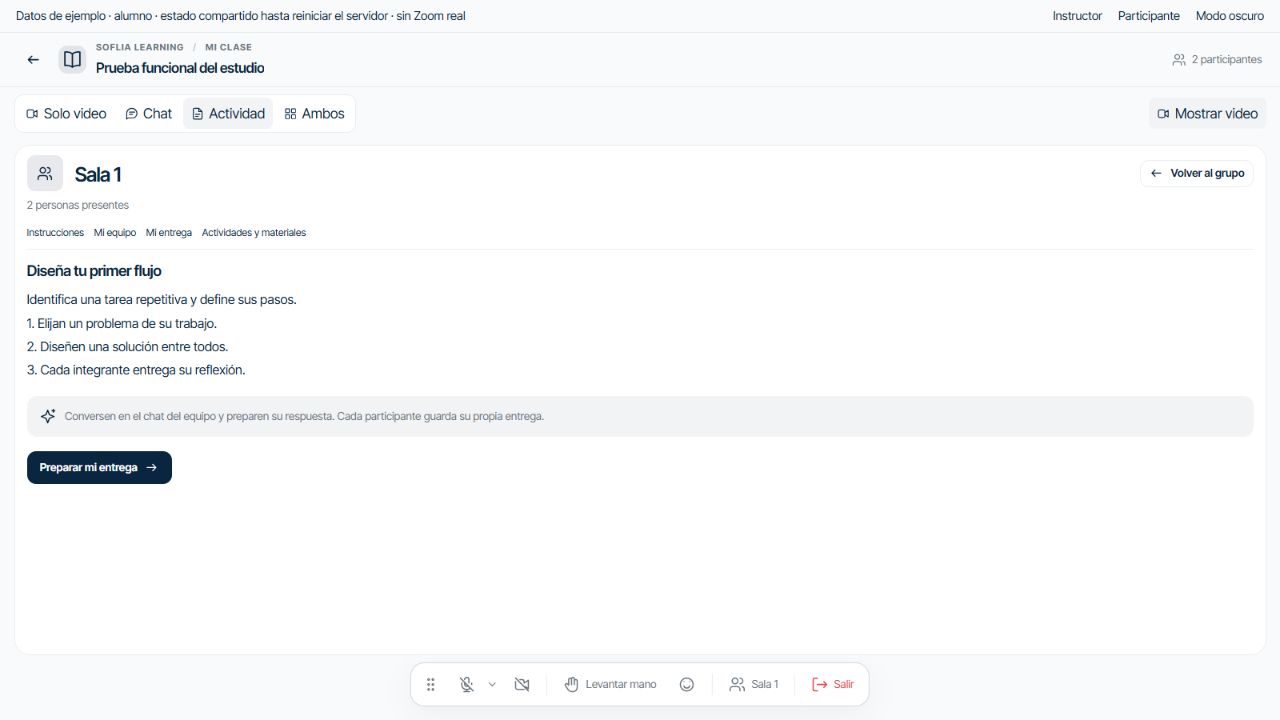 Datos de ejemplo · alumno · estado compartido hasta reiniciar el servidor · sin Zoom real
Instructor Participante Modo oscuro
SOFLIA LEARNING / MI CLASE
Prueba funcional del estudio
2 participantes
Solo video Chat Actividad Ambos
Mostrar video
Sala 1
Volver al grupo
2 personas presentes
Instrucciones Mi equipo Mi entrega Actividades y materiales
Diseña tu primer flujo
Identifica una tarea repetitiva y define sus pasos.
1. Elijan un problema de su trabajo.
2. Diseñen una solución entre todos.
3. Cada integrante entrega su reflexión.
Conversen en el chat del equipo y preparen su respuesta. Cada participante guarda su propia entrega.
Preparar mi entrega
Levantar mano Sala 1 Salir